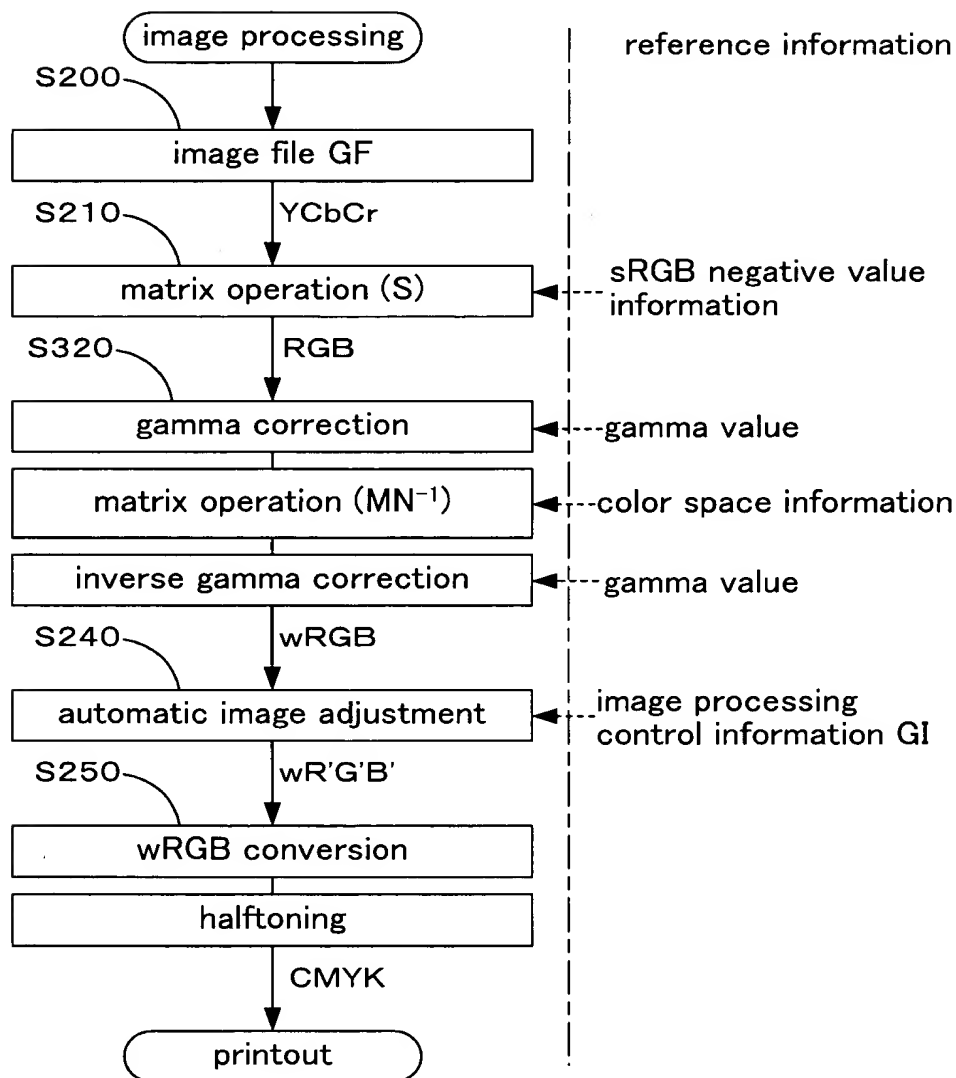 image processing
reference information
S200
image file GF
S210
YCbCr
matrix operation (S)
sRGB negative value
information
S320
RGB
gamma correction
gamma value
matrix operation (MN⁻¹)
color space information
inverse gamma correction
gamma value
S240
wRGB
automatic image adjustment
image processing
control information GI
S250
wR'G'B'
wRGB conversion
halftoning
CMYK
printout